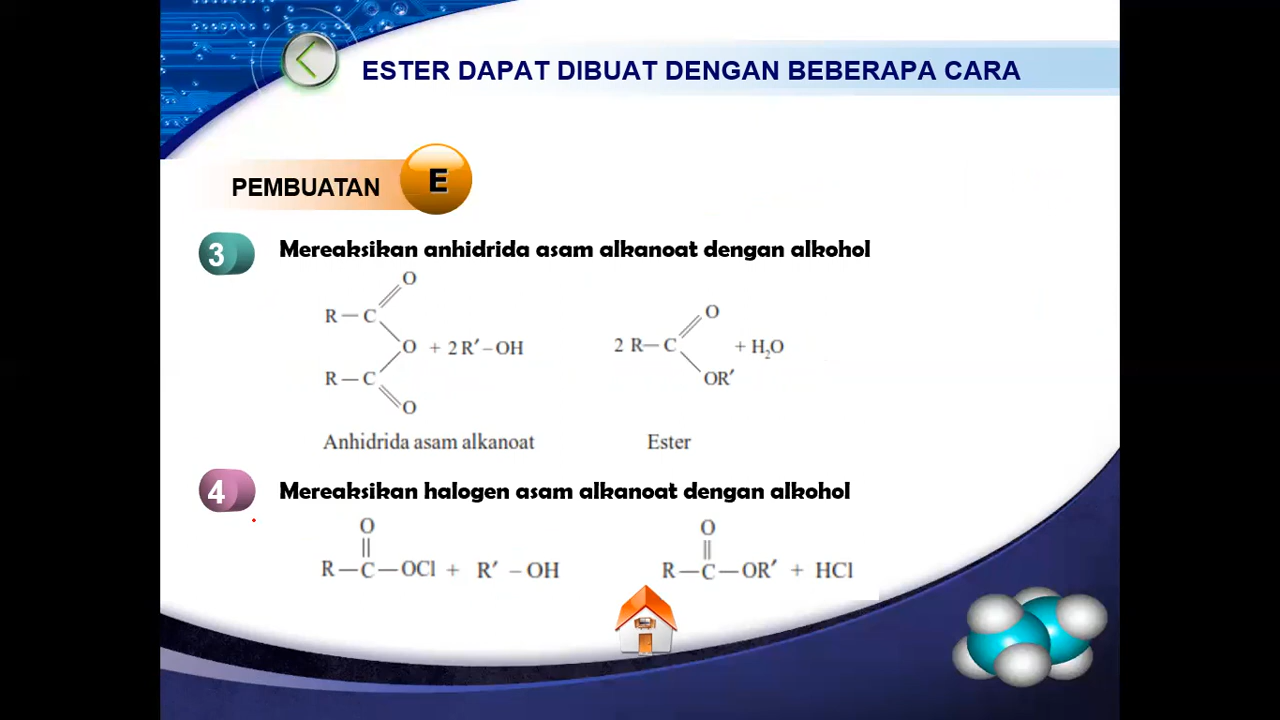 ESTER DAPAT DIBUAT DENGAN BEBERAPA CARA
PEMBUATAN E
3 Mereaksikan anhidrida asam alkanoat dengan alkohol
O
R — C
O
O + 2 R′ – OH 2 R — C + H₂O
R — C
OR′
O
Anhidrida asam alkanoat Ester
4 Mereaksikan halogen asam alkanoat dengan alkohol
O O
R — C — OCl + R′ – OH R — C — OR′ + HCl